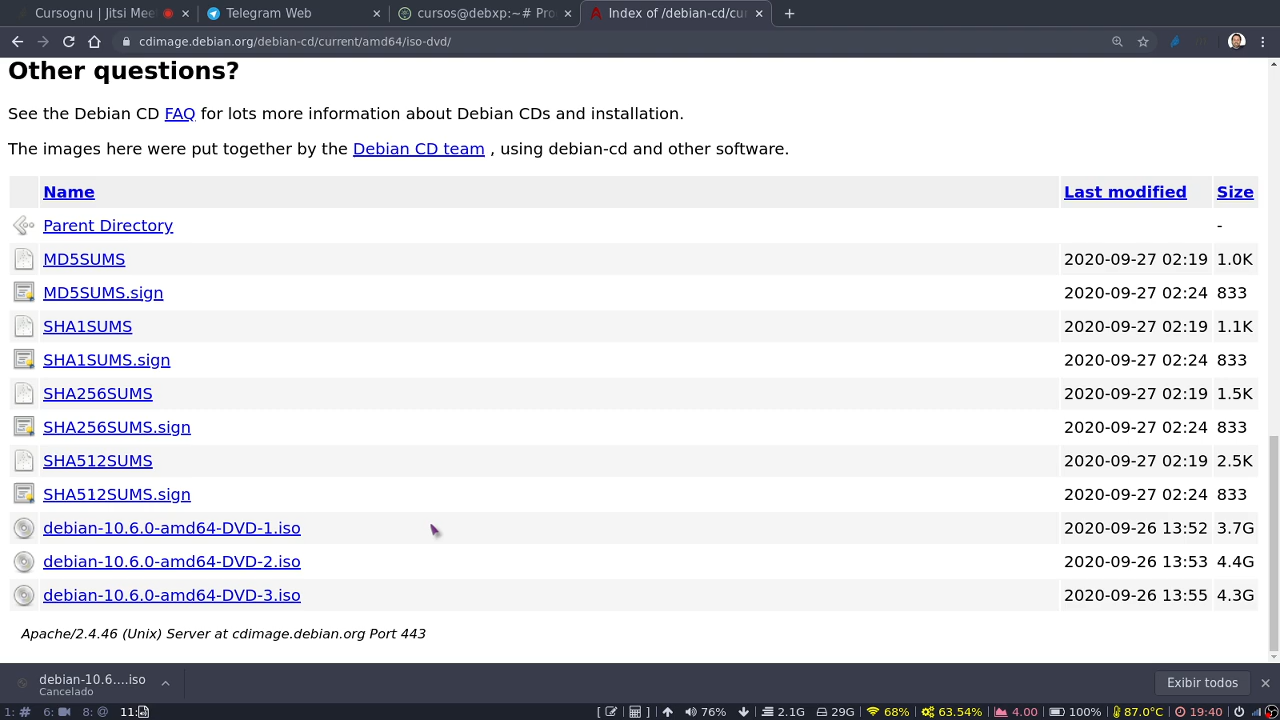 Cursognu | Jitsi Mee
Telegram Web
cursos@debxp:~# Pro
Index of /debian-cd/cur
cdimage.debian.org/debian-cd/current/amd64/iso-dvd/
Other questions?
See the Debian CD FAQ for lots more information about Debian CDs and installation.
The images here were put together by the Debian CD team , using debian-cd and other software.
Name Last modified Size
Parent Directory -
MD5SUMS 2020-09-27 02:19 1.0K
MD5SUMS.sign 2020-09-27 02:24 833
SHA1SUMS 2020-09-27 02:19 1.1K
SHA1SUMS.sign 2020-09-27 02:24 833
SHA256SUMS 2020-09-27 02:19 1.5K
SHA256SUMS.sign 2020-09-27 02:24 833
SHA512SUMS 2020-09-27 02:19 2.5K
SHA512SUMS.sign 2020-09-27 02:24 833
debian-10.6.0-amd64-DVD-1.iso 2020-09-26 13:52 3.7G
debian-10.6.0-amd64-DVD-2.iso 2020-09-26 13:53 4.4G
debian-10.6.0-amd64-DVD-3.iso 2020-09-26 13:55 4.3G
Apache/2.4.46 (Unix) Server at cdimage.debian.org Port 443
debian-10.6....iso
Cancelado
Exibir todos
1: # 6: 8: @ 11: [ | ] 76% 2.1G 29G 68% 63.54% 4.00 100% 87.0°C 19:40